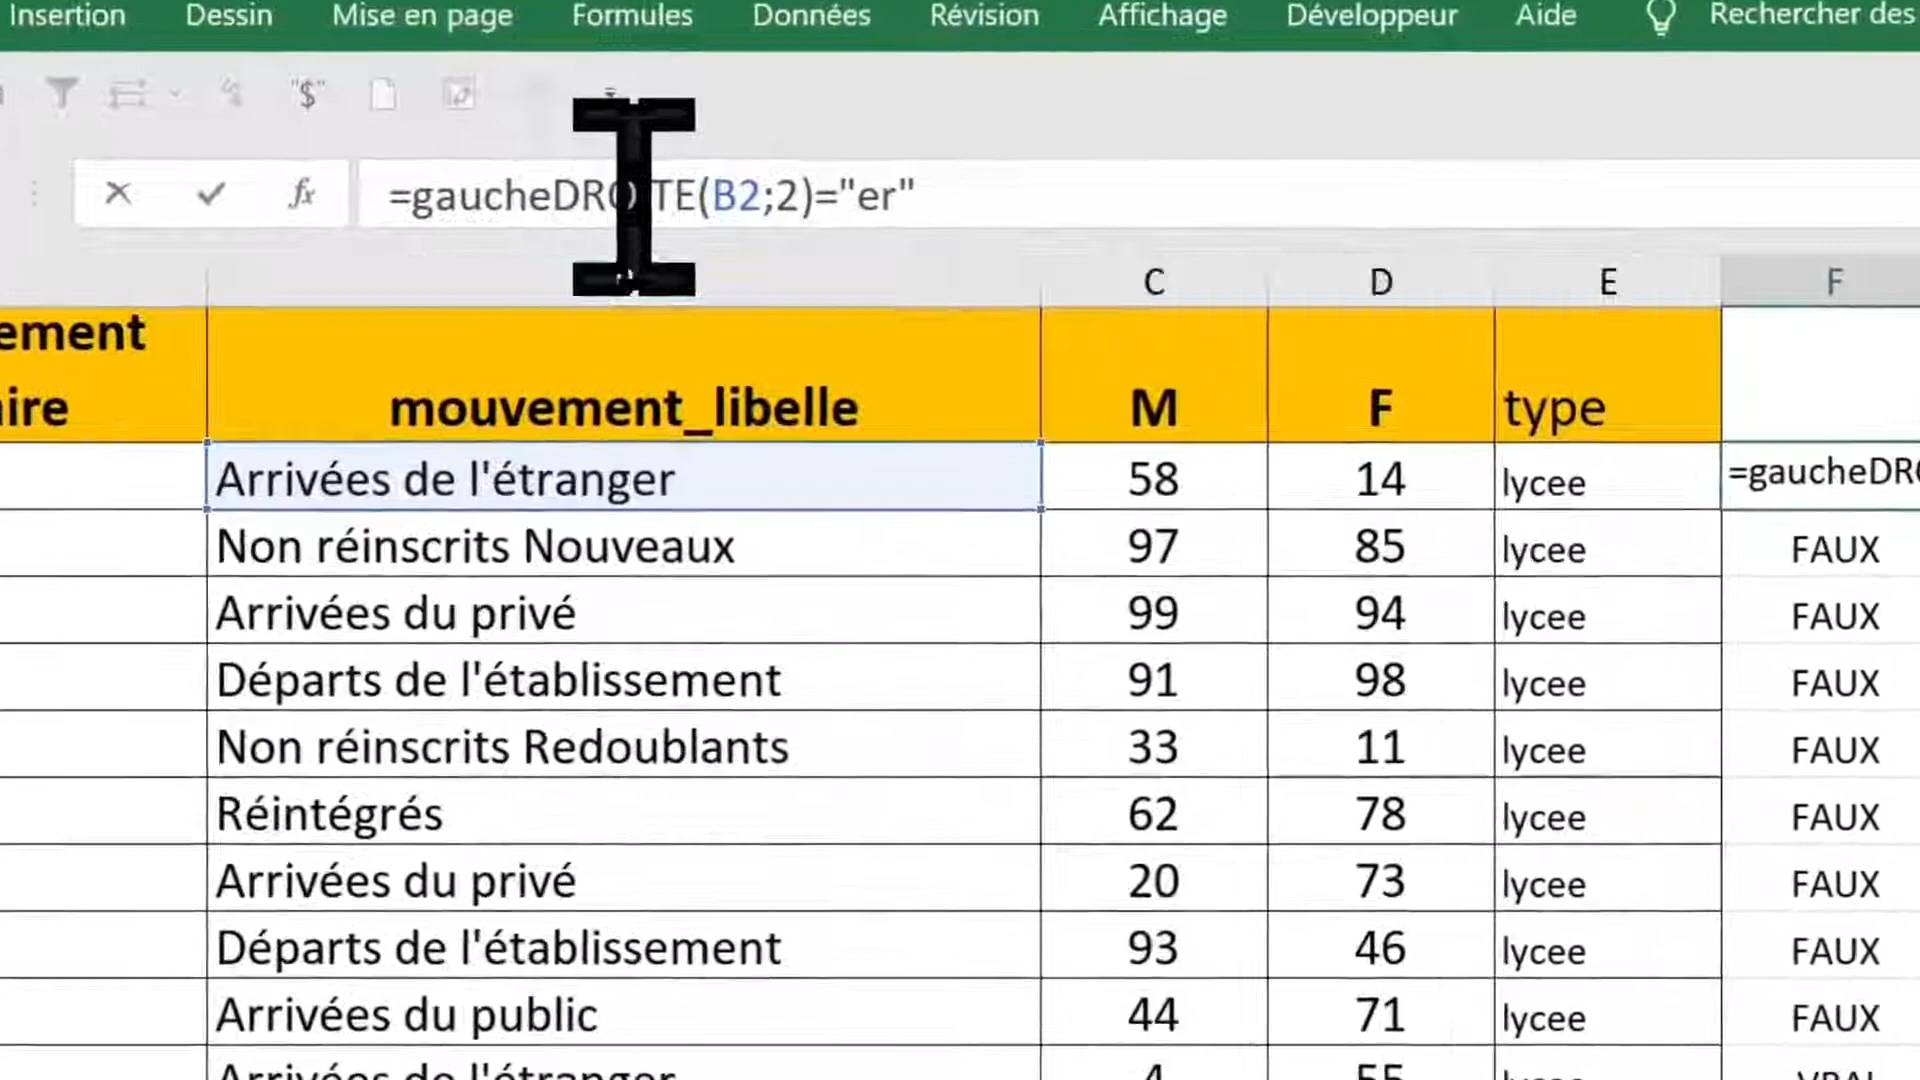 Insertion Dessin Mise en page Formules Données Révision Affichage Développeur Aide Rechercher des
"$"
fx =gaucheDROITE(B2;2)="er"
C D E F
ement
aire mouvement_libelle M F type
Arrivées de l'étranger 58 14 lycee =gaucheDRO
Non réinscrits Nouveaux 97 85 lycee FAUX
Arrivées du privé 99 94 lycee FAUX
Départs de l'établissement 91 98 lycee FAUX
Non réinscrits Redoublants 33 11 lycee FAUX
Réintégrés 62 78 lycee FAUX
Arrivées du privé 20 73 lycee FAUX
Départs de l'établissement 93 46 lycee FAUX
Arrivées du public 44 71 lycee FAUX
Arrivées de l'étranger 4 55 VRAI